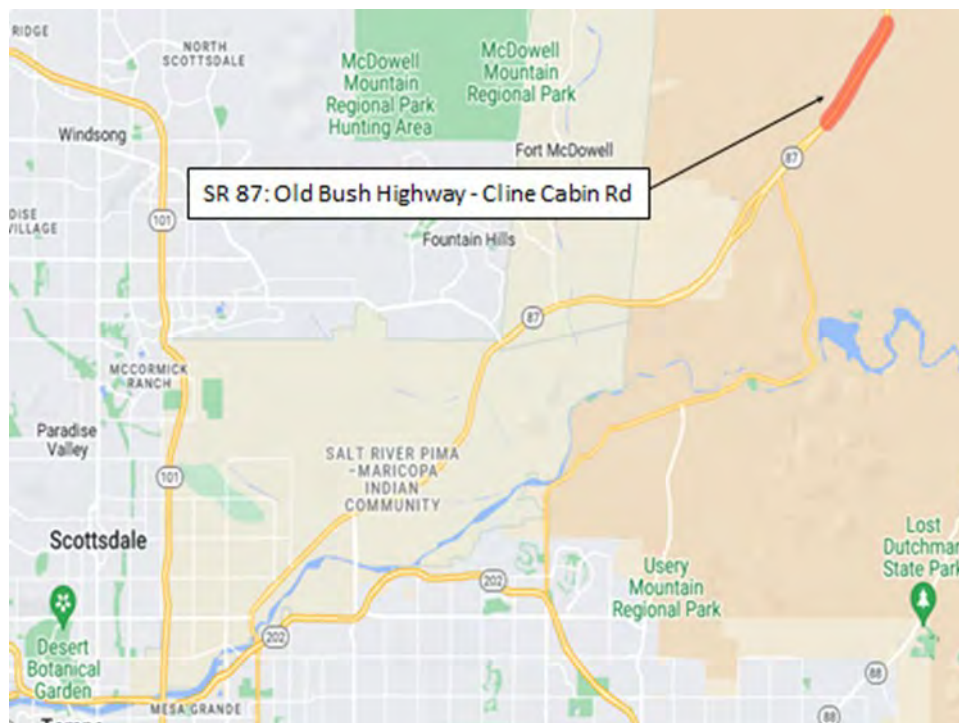 RIDGE
NORTH
SCOTTSDALE
McDowell
Mountain
Regional Park
Hunting Area
McDowell
Mountain
Regional Park
Windsong
101
Fort McDowell
87
SR 87: Old Bush Highway - Cline Cabin Rd
DISE
VILLAGE
Fountain Hills
87
MCCORMICK
RANCH
Paradise
Valley
SALT RIVER PIMA
-MARICOPA
INDIAN
COMMUNITY
101
Scottsdale
Lost
Dutchman
State Park
202
Usery
Mountain
Regional Park
Desert
Botanical
Garden
202
88
MESA GRANDE
88